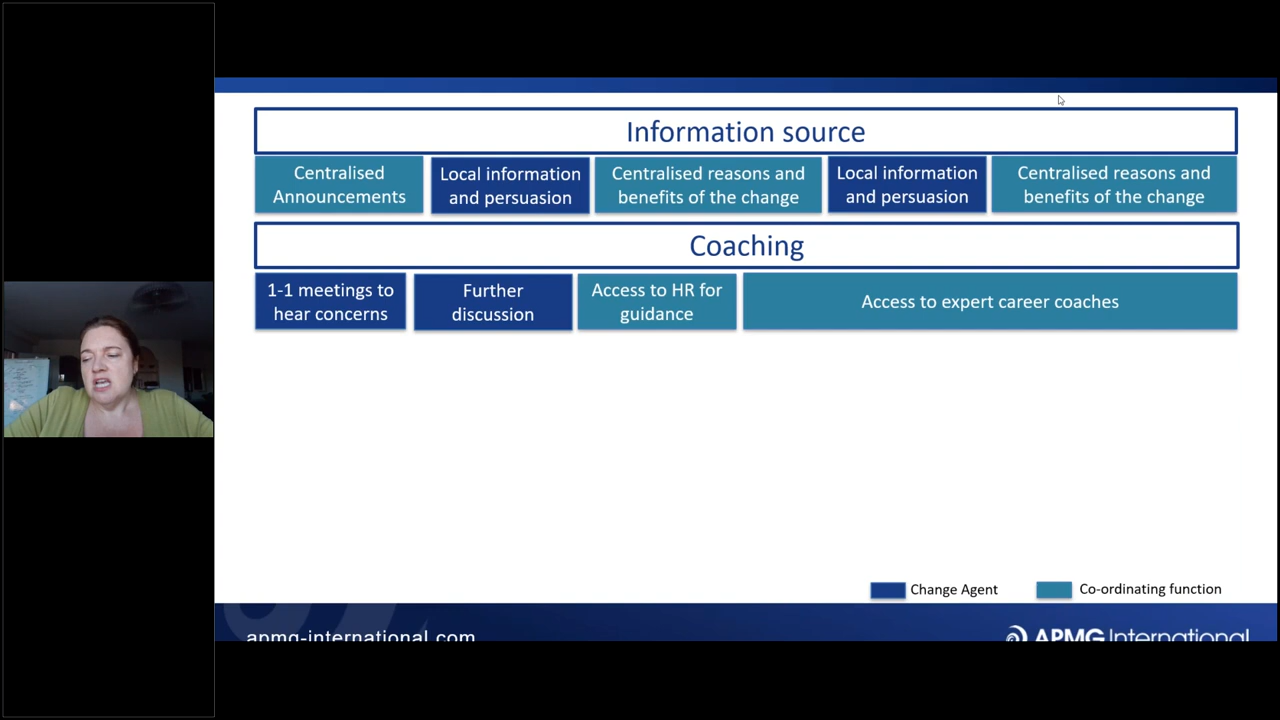 Information source
Centralised
Announcements
Local information
and persuasion
Centralised reasons and
benefits of the change
Local information
and persuasion
Centralised reasons and
benefits of the change
Coaching
1-1 meetings to
hear concerns
Further
discussion
Access to HR for
guidance
Access to expert career coaches
Change Agent
Co-ordinating function
apmg-international.com
APMG International